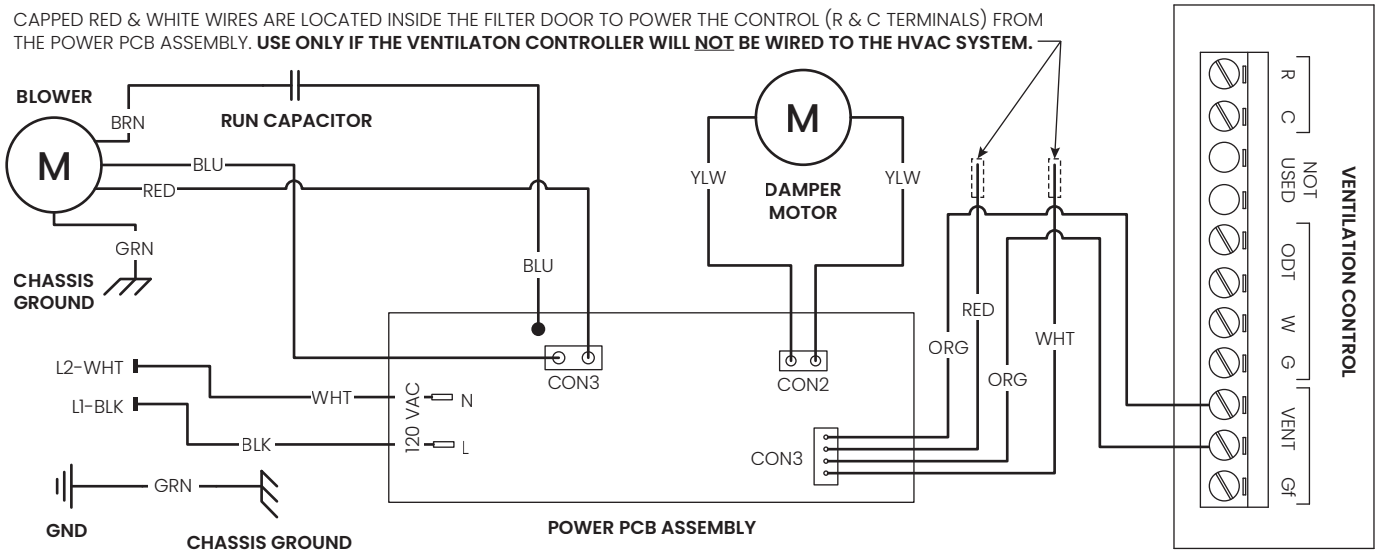 CAPPED RED & WHITE WIRES ARE LOCATED INSIDE THE FILTER DOOR TO POWER THE CONTROL (R & C TERMINALS) FROM
THE POWER PCB ASSEMBLY. USE ONLY IF THE VENTILATON CONTROLLER WILL NOT BE WIRED TO THE HVAC SYSTEM.
BLOWER
M
BRN
RUN CAPACITOR
BLU
RED
GRN
CHASSIS
GROUND
BLU
M
YLW
YLW
DAMPER
MOTOR
L2-WHT
L1-BLK
WHT
BLK
120 VAC
N
L
CON3
CON2
CON3
ORG
RED
ORG
WHT
GND
GRN
CHASSIS GROUND
POWER PCB ASSEMBLY
R
C
NOT
USED
ODT
W
G
VENT
Gf
VENTILATION CONTROL